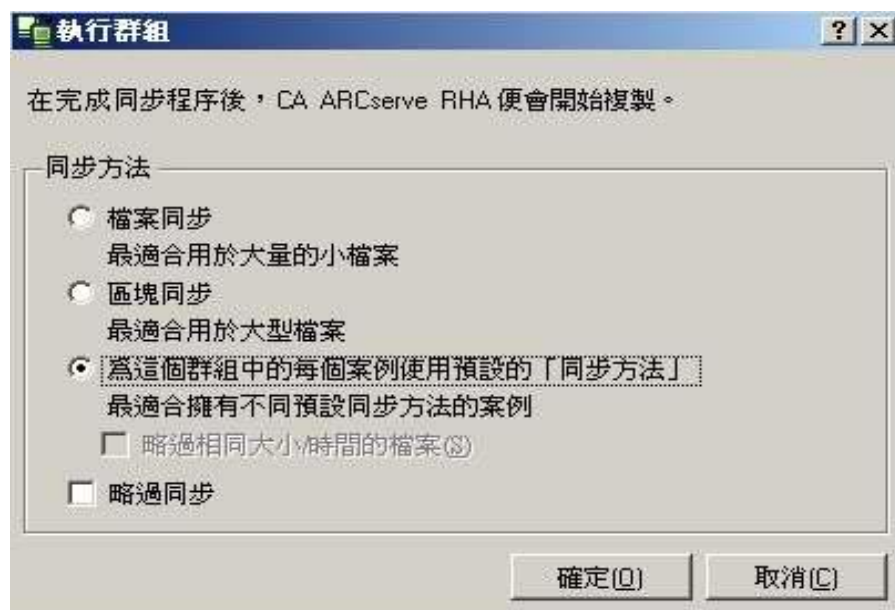 執行群組
在完成同步程序後，CA ARCserve RHA 便會開始複製。
同步方法
檔案同步
最適合用於大量的小檔案
區塊同步
最適合用於大型檔案
為這個群組中的每個案例使用預設的「同步方法」
最適合擁有不同預設同步方法的案例
略過相同大小/時間的檔案(S)
略過同步
確定(O) 取消(C)